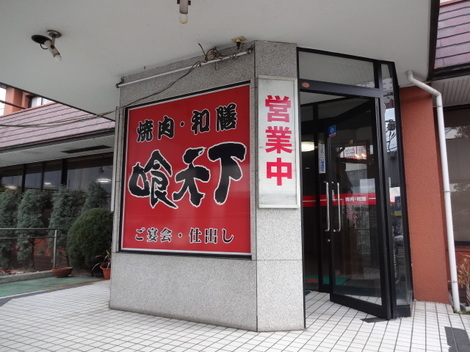 焼肉・和膳
喰天下
ご宴会・仕出し
営業中